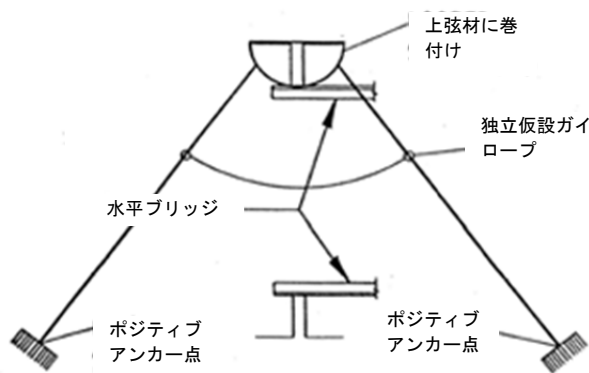 上弦材に巻
付け
独立仮設ガイ
ロープ
水平ブリッジ
ポジティブ
アンカー点
ポジティブ
アンカー点